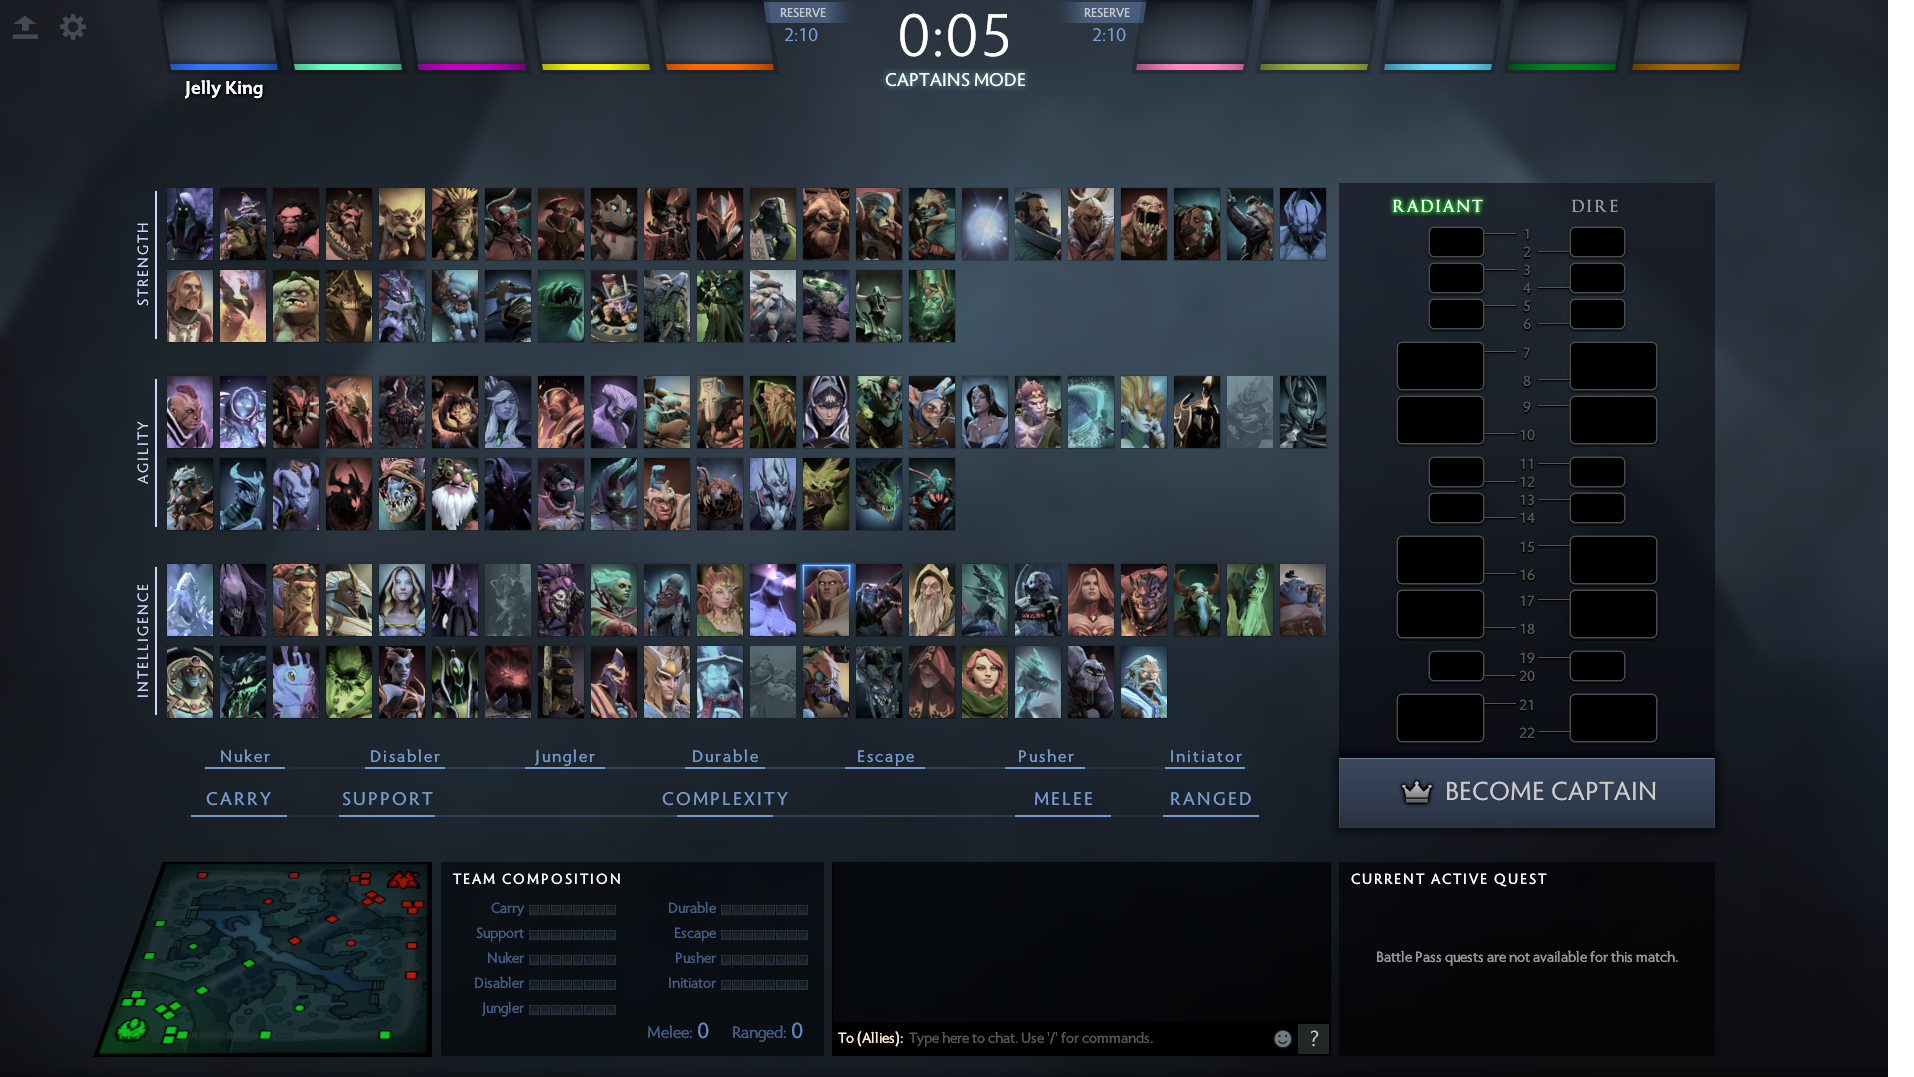 RESERVE
2:10
0:05
CAPTAINS MODE
RESERVE
2:10
Jelly King
STRENGTH
AGILITY
INTELLIGENCE
RADIANT
DIRE
1
2
3
4
5
6
7
8
9
10
11
12
13
14
15
16
17
18
19
20
21
22
Nuker Disabler Jungler Durable Escape Pusher Initiator
CARRY SUPPORT COMPLEXITY MELEE RANGED
BECOME CAPTAIN
TEAM COMPOSITION
Carry Durable
Support Escape
Nuker Pusher
Disabler Initiator
Jungler
Melee: 0 Ranged: 0
To (Allies): Type here to chat. Use '/' for commands.
?
CURRENT ACTIVE QUEST
Battle Pass quests are not available for this match.